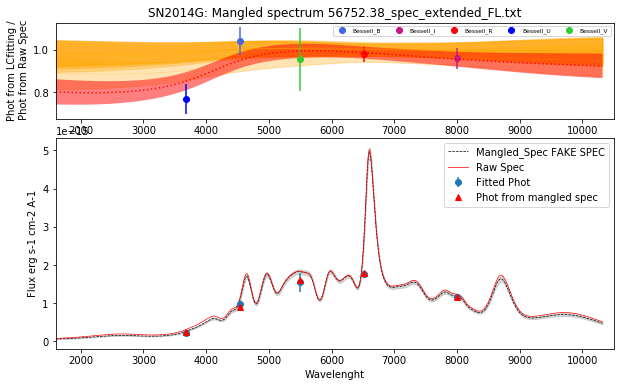 SN2014G: Mangled spectrum 56752.38_spec_extended_FL.txt
Phot from LCfitting /
Phot from Raw Spec
1.0
0.8
Bessell_B
Bessell_I
Bessell_R
Bessell_U
Bessell_V
2000 3000 4000 5000 6000 7000 8000 9000 10000
Flux erg s-1 cm-2 A-1
5
4
3
2
1
0
Mangled_Spec FAKE SPEC
Raw Spec
Fitted Phot
Phot from mangled spec
2000 3000 4000 5000 6000 7000 8000 9000 10000
Wavelenght